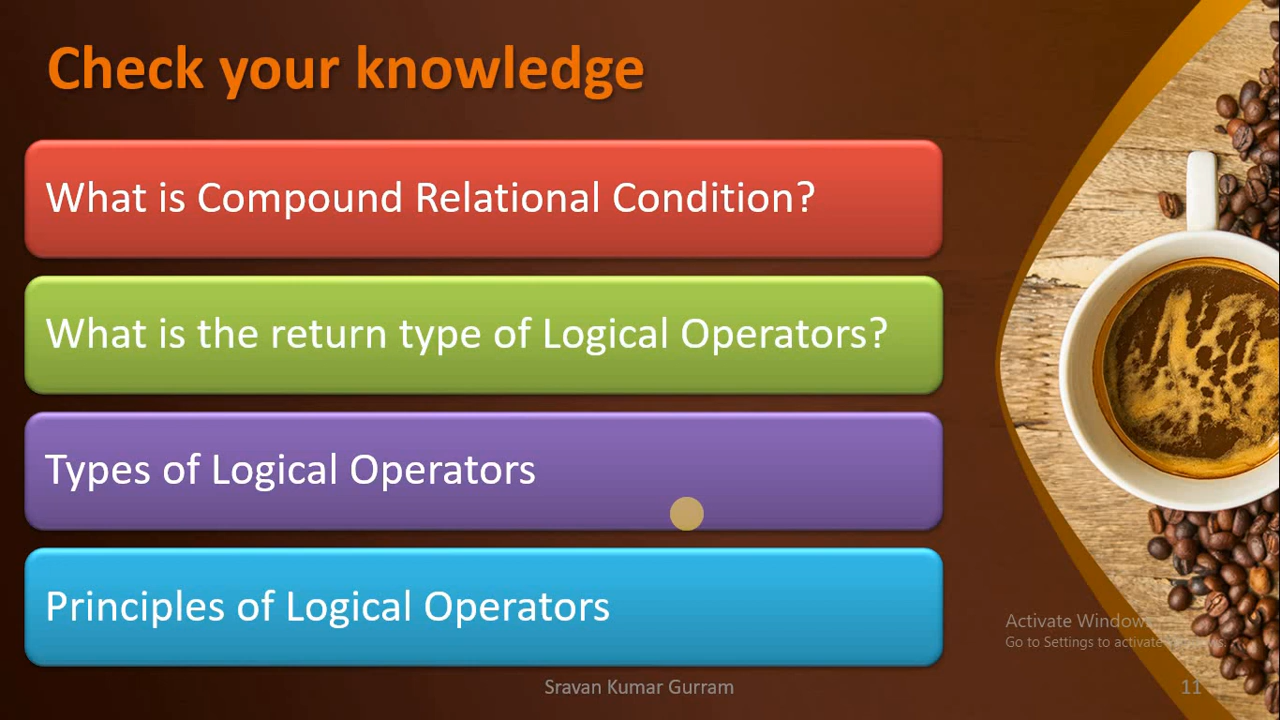 Check your knowledge
What is Compound Relational Condition?
What is the return type of Logical Operators?
Types of Logical Operators
Principles of Logical Operators
Activate Windows
Go to Settings to activate
Sravan Kumar Gurram
11